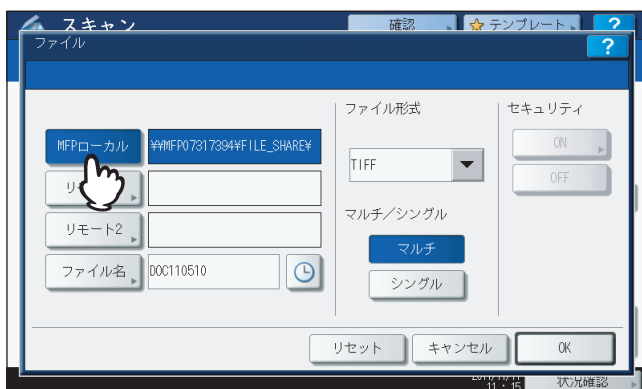 スキャン
確認
テンプレート
?
ファイル
?
ファイル形式
セキュリティ
MFPローカル
¥¥MFP07317394¥FILE_SHARE¥
ON
TIFF
OFF
リモート2
マルチ／シングル
マルチ
ファイル名
DOC110510
シングル
リセット
キャンセル
OK
11:15
状況確認